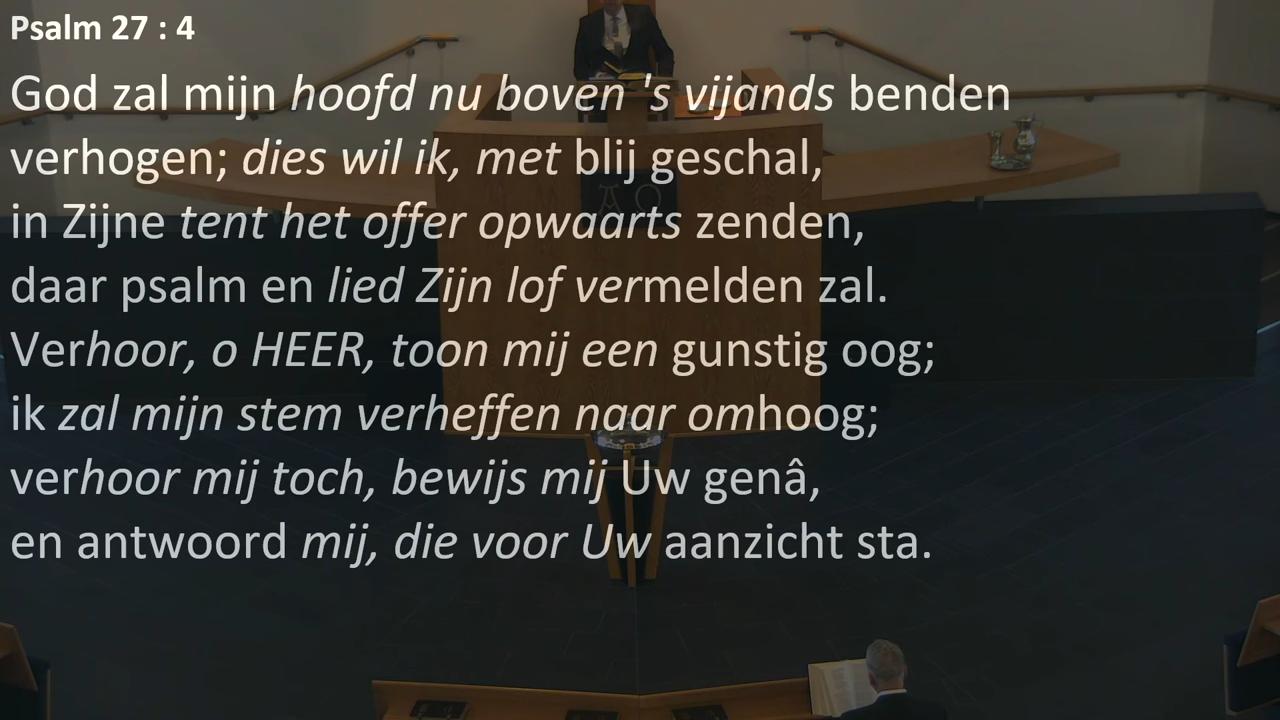 Psalm 27 : 4
God zal mijn hoofd nu boven 's vijands benden
verhogen; dies wil ik, met blij geschal,
in Zijne tent het offer opwaarts zenden,
daar psalm en lied Zijn lof vermelden zal.
Verhoor, o HEER, toon mij een gunstig oog;
ik zal mijn stem verheffen naar omhoog;
verhoor mij toch, bewijs mij Uw genâ,
en antwoord mij, die voor Uw aanzicht sta.
Α Ω